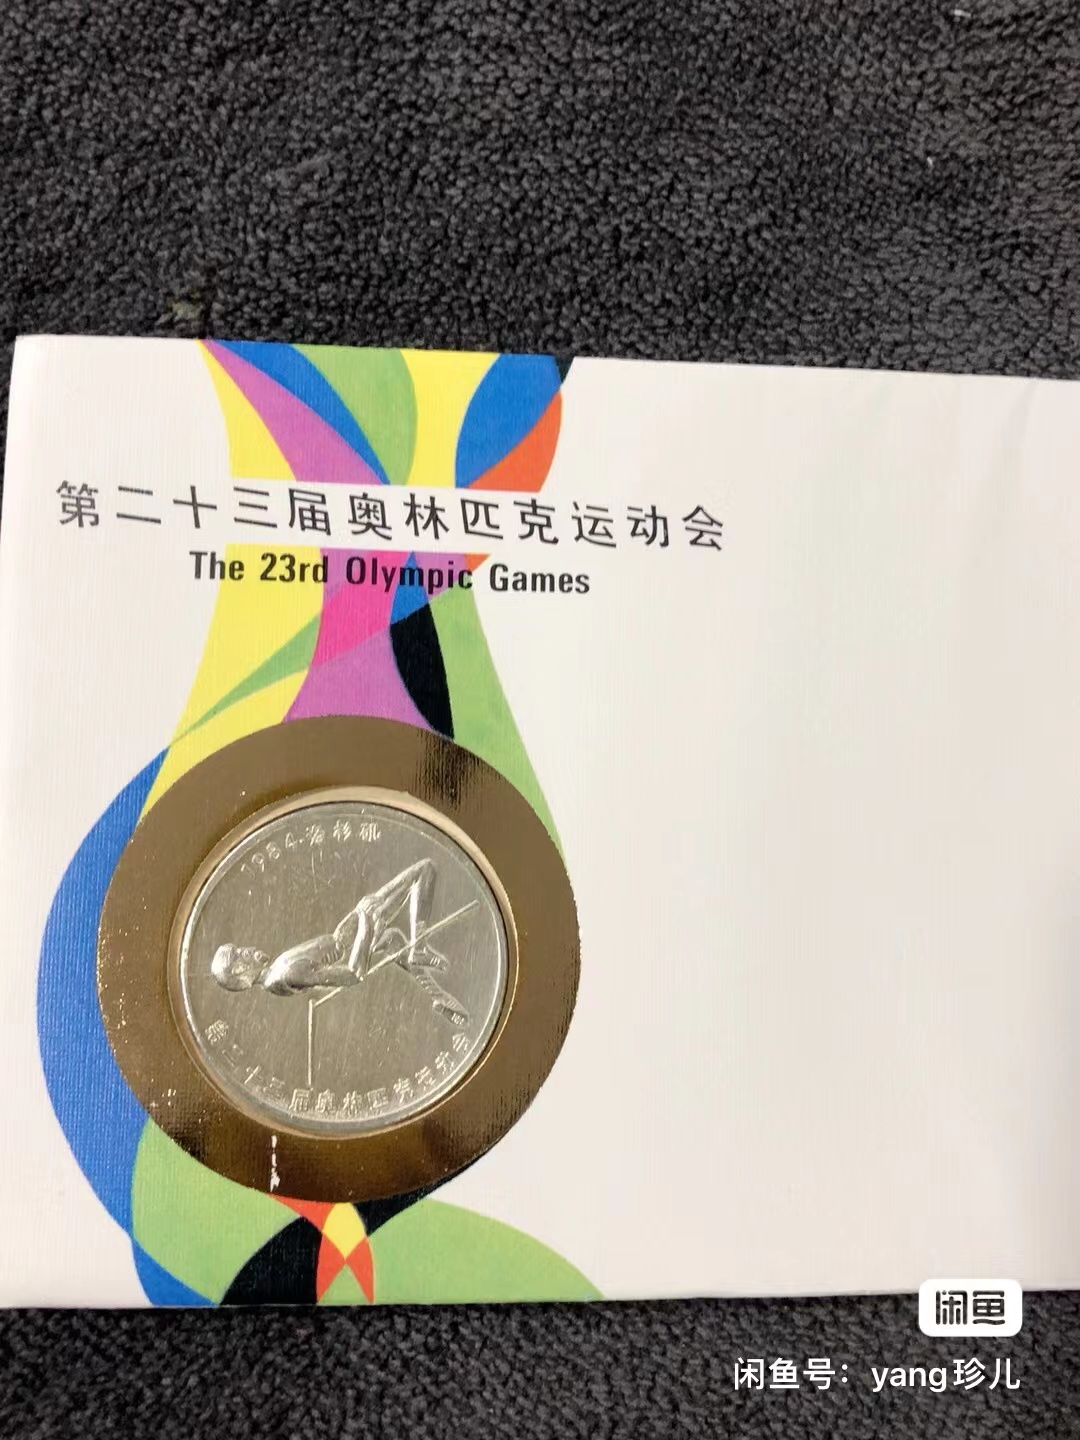 第二十三届奥林匹克运动会
The 23rd Olympic Games
1984·洛杉矶
第二十三届奥林匹克运动会
闲鱼
闲鱼号：yang珍儿